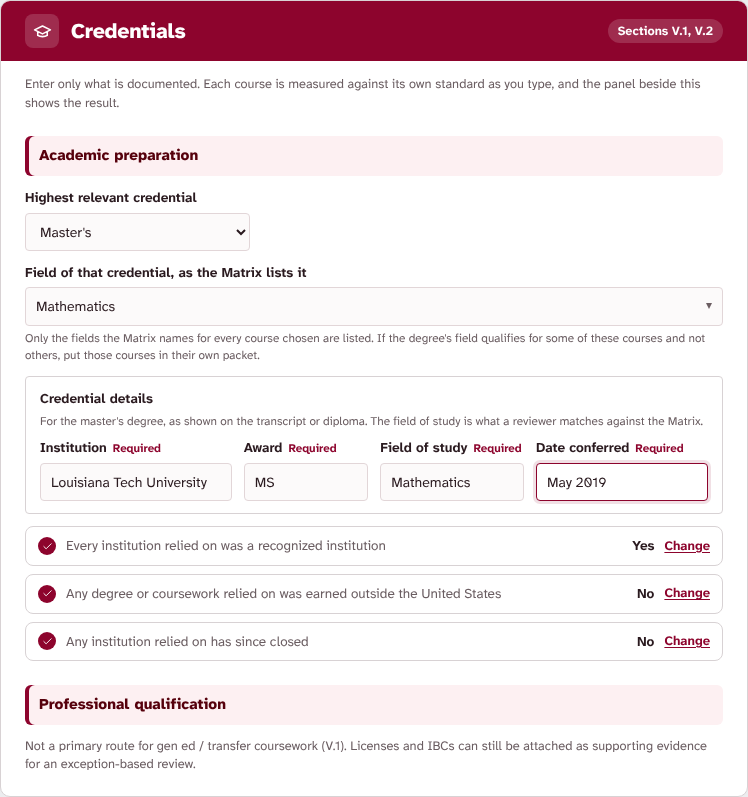 Credentials
Sections V.1, V.2
Enter only what is documented. Each course is measured against its own standard as you type, and the panel beside this
shows the result.
Academic preparation
Highest relevant credential
Master's
Field of that credential, as the Matrix lists it
Mathematics
Only the fields the Matrix names for every course chosen are listed. If the degree's field qualifies for some of these courses and not
others, put those courses in their own packet.
Credential details
For the master's degree, as shown on the transcript or diploma. The field of study is what a reviewer matches against the Matrix.
Institution Required Award Required Field of study Required Date conferred Required
Louisiana Tech University MS Mathematics May 2019
Every institution relied on was a recognized institution Yes Change
Any degree or coursework relied on was earned outside the United States No Change
Any institution relied on has since closed No Change
Professional qualification
Not a primary route for gen ed / transfer coursework (V.1). Licenses and IBCs can still be attached as supporting evidence
for an exception-based review.